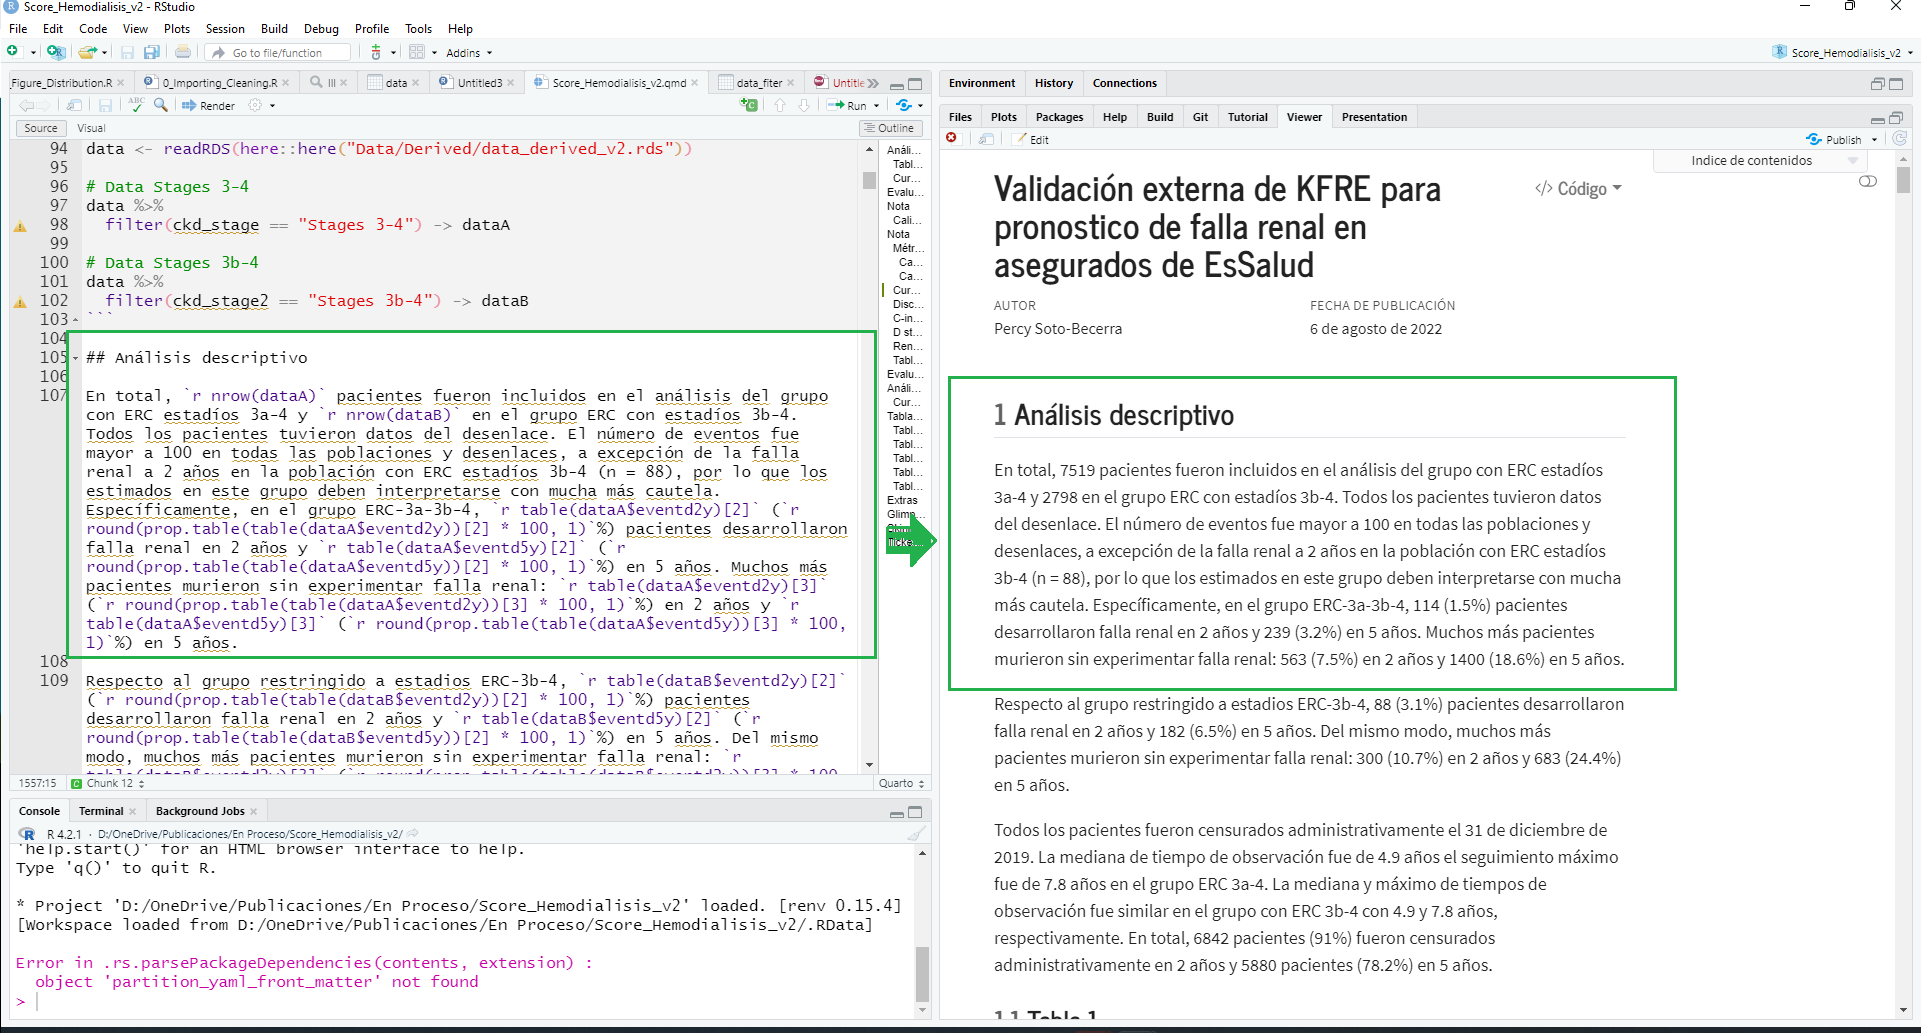 Score_Hemodialisis_v2 - RStudio
File Edit Code View Plots Session Build Debug Profile Tools Help
Go to file/function Addins Score_Hemodialisis_v2
_Figure_Distribution.R 0_Importing_Cleaning.R III data Untitled3 Score_Hemodialisis_v2.qmd data_fiter Untitle
ABC Render Run
Source Visual Outline
94 data <- readRDS(here::here("Data/Derived/data_derived_v2.rds"))
95
96 # Data Stages 3-4
97 data %>%
98 filter(ckd_stage == "Stages 3-4") -> dataA
99
100 # Data Stages 3b-4
101 data %>%
102 filter(ckd_stage2 == "Stages 3b-4") -> dataB
103 ```
104
105 ## Análisis descriptivo
106
107 En total, `r nrow(dataA)` pacientes fueron incluidos en el análisis del grupo
con ERC estadíos 3a-4 y `r nrow(dataB)` en el grupo ERC con estadíos 3b-4.
Todos los pacientes tuvieron datos del desenlace. El número de eventos fue
mayor a 100 en todas las poblaciones y desenlaces, a excepción de la falla
renal a 2 años en la población con ERC estadíos 3b-4 (n = 88), por lo que los
estimados en este grupo deben interpretarse con mucha más cautela.
Específicamente, en el grupo ERC-3a-3b-4, `r table(dataA$eventd2y)[2]` (`r
round(prop.table(table(dataA$eventd2y))[2] * 100, 1)`%) pacientes desarrollaron
falla renal en 2 años y `r table(dataA$eventd5y)[2]` (`r
round(prop.table(table(dataA$eventd5y))[2] * 100, 1)`%) en 5 años. Muchos más
pacientes murieron sin experimentar falla renal: `r table(dataA$eventd2y)[3]`
(`r round(prop.table(table(dataA$eventd2y))[3] * 100, 1)`%) en 2 años y `r
table(dataA$eventd5y)[3]` (`r round(prop.table(table(dataA$eventd5y))[3] * 100,
1)`%) en 5 años.
108
109 Respecto al grupo restringido a estadios ERC-3b-4, `r table(dataB$eventd2y)[2]`
(`r round(prop.table(table(dataB$eventd2y))[2] * 100, 1)`%) pacientes
desarrollaron falla renal en 2 años y `r table(dataB$eventd5y)[2]` (`r
round(prop.table(table(dataB$eventd5y))[2] * 100, 1)`%) en 5 años. Del mismo
modo, muchos más pacientes murieron sin experimentar falla renal: `r
table(dataB$eventd2y)[3]` (`r round(prop.table(table(dataB$eventd2y))[3] * 100
Análi...
Tabl...
Cur...
Evalu...
Nota
Cali...
Nota
Métr...
Ca...
Ca...
Cur...
Disc...
C-in...
D st...
Ren...
Tabl...
Evalu...
Análi...
Cur...
Tabla...
Tabl...
Tabl...
Tabl...
Tabl...
Tabl...
Extras
Glimp...
Ticke...
1557:15 Chunk 12 Quarto
Console Terminal Background Jobs
R 4.2.1 · D:/OneDrive/Publicaciones/En Proceso/Score_Hemodialisis_v2/
'help.start()' for an HTML browser interface to help.
Type 'q()' to quit R.
* Project 'D:/OneDrive/Publicaciones/En Proceso/Score_Hemodialisis_v2' loaded. [renv 0.15.4]
[Workspace loaded from D:/OneDrive/Publicaciones/En Proceso/Score_Hemodialisis_v2/.RData]
Error in .rs.parsePackageDependencies(contents, extension) :
object 'partition_yaml_front_matter' not found
>
Environment History Connections
Files Plots Packages Help Build Git Tutorial Viewer Presentation
Edit Publish
Indice de contenidos
Validación externa de KFRE para
pronostico de falla renal en
asegurados de EsSalud
</> Código
AUTOR FECHA DE PUBLICACIÓN
Percy Soto-Becerra 6 de agosto de 2022
1 Análisis descriptivo
En total, 7519 pacientes fueron incluidos en el análisis del grupo con ERC estadíos
3a-4 y 2798 en el grupo ERC con estadíos 3b-4. Todos los pacientes tuvieron datos
del desenlace. El número de eventos fue mayor a 100 en todas las poblaciones y
desenlaces, a excepción de la falla renal a 2 años en la población con ERC estadíos
3b-4 (n = 88), por lo que los estimados en este grupo deben interpretarse con mucha
más cautela. Específicamente, en el grupo ERC-3a-3b-4, 114 (1.5%) pacientes
desarrollaron falla renal en 2 años y 239 (3.2%) en 5 años. Muchos más pacientes
murieron sin experimentar falla renal: 563 (7.5%) en 2 años y 1400 (18.6%) en 5 años.
Respecto al grupo restringido a estadios ERC-3b-4, 88 (3.1%) pacientes desarrollaron
falla renal en 2 años y 182 (6.5%) en 5 años. Del mismo modo, muchos más
pacientes murieron sin experimentar falla renal: 300 (10.7%) en 2 años y 683 (24.4%)
en 5 años.
Todos los pacientes fueron censurados administrativamente el 31 de diciembre de
2019. La mediana de tiempo de observación fue de 4.9 años el seguimiento máximo
fue de 7.8 años en el grupo ERC 3a-4. La mediana y máximo de tiempos de
observación fue similar en el grupo con ERC 3b-4 con 4.9 y 7.8 años,
respectivamente. En total, 6842 pacientes (91%) fueron censurados
administrativamente en 2 años y 5880 pacientes (78.2%) en 5 años.
1.1 Table 1